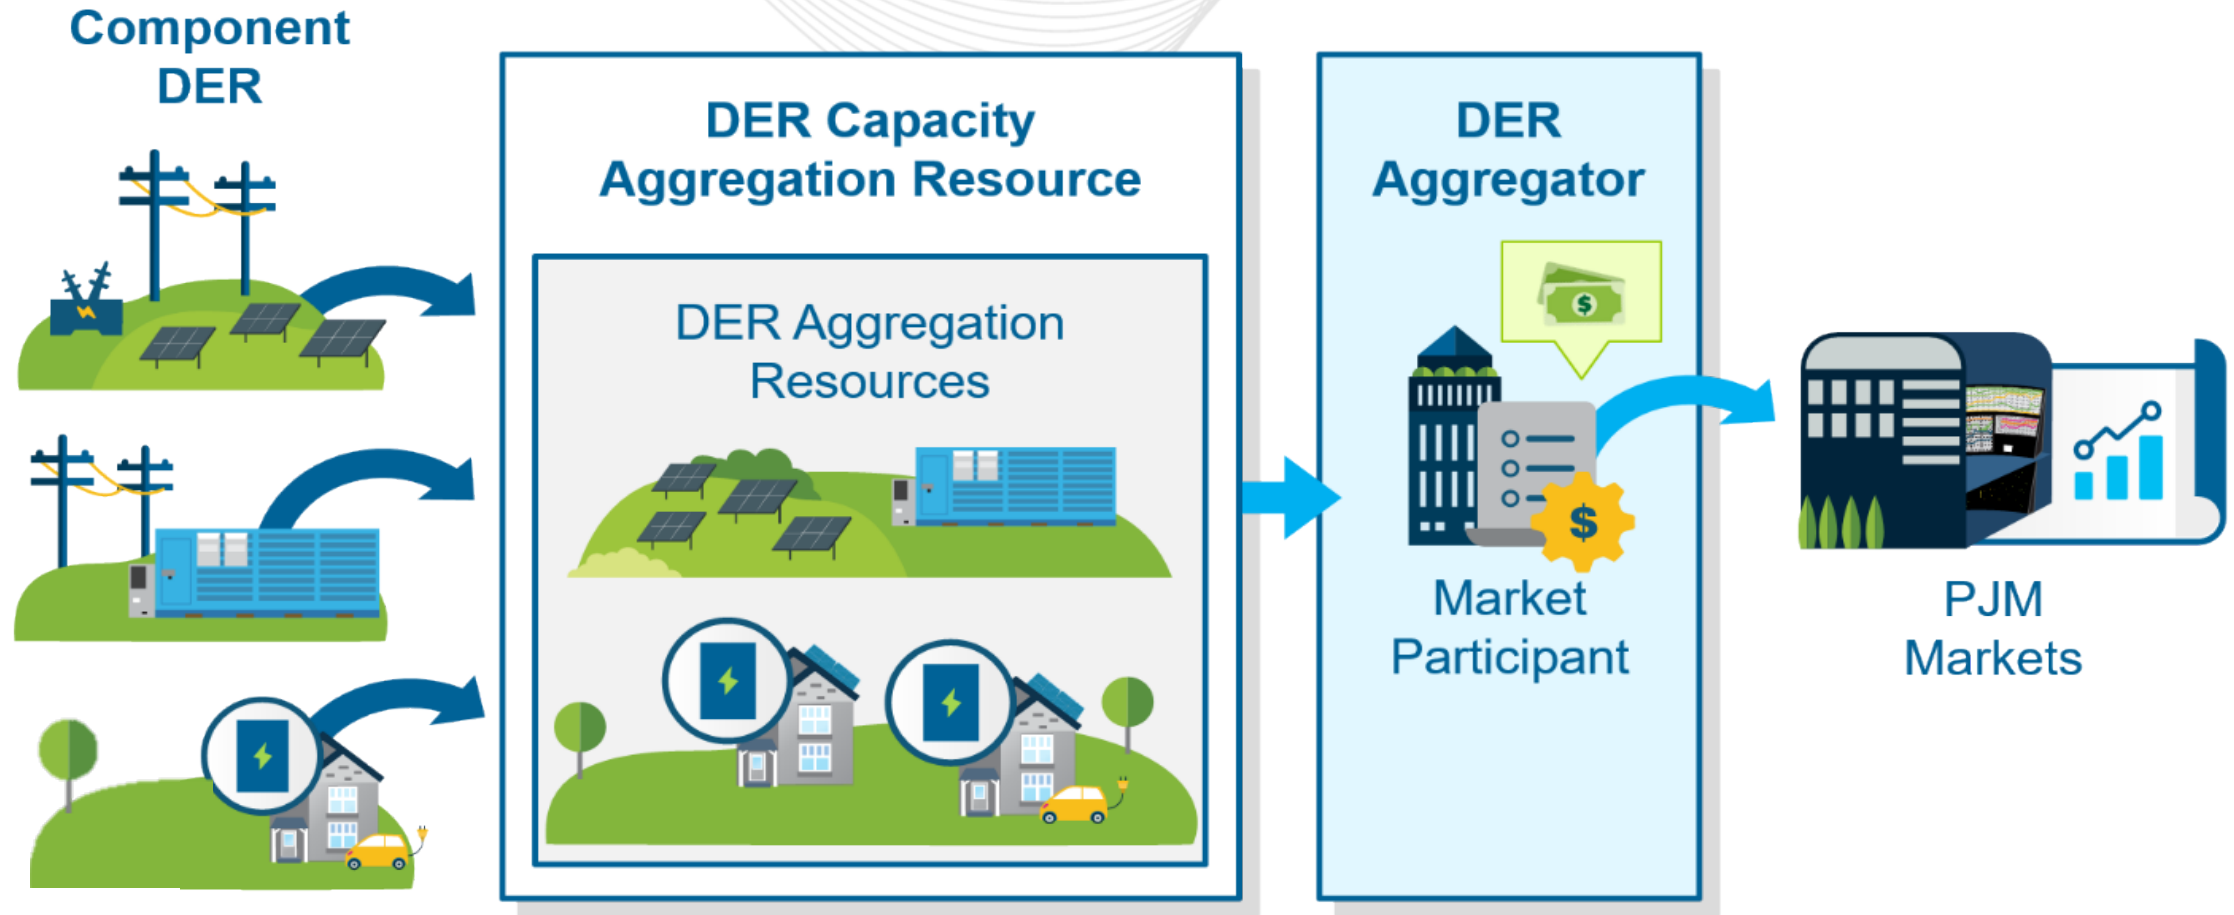 Component
DER
DER Capacity
Aggregation Resource
DER Aggregation
Resources
DER
Aggregator
$
$
Market
Participant
PJM
Markets